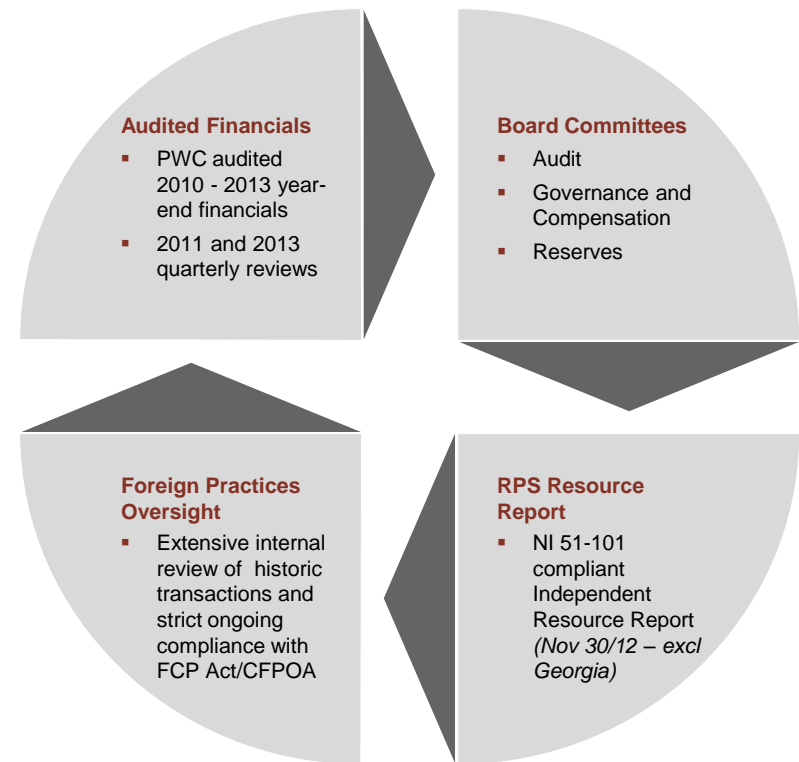 Audited Financials
▪ PWC audited
2010 - 2013 year-
end financials
▪ 2011 and 2013
quarterly reviews
Board Committees
▪ Audit
▪ Governance and
Compensation
▪ Reserves
Foreign Practices
Oversight
▪ Extensive internal
review of historic
transactions and
strict ongoing
compliance with
FCP Act/CFPOA
RPS Resource
Report
▪ NI 51-101
compliant
Independent
Resource Report
(Nov 30/12 – excl
Georgia)